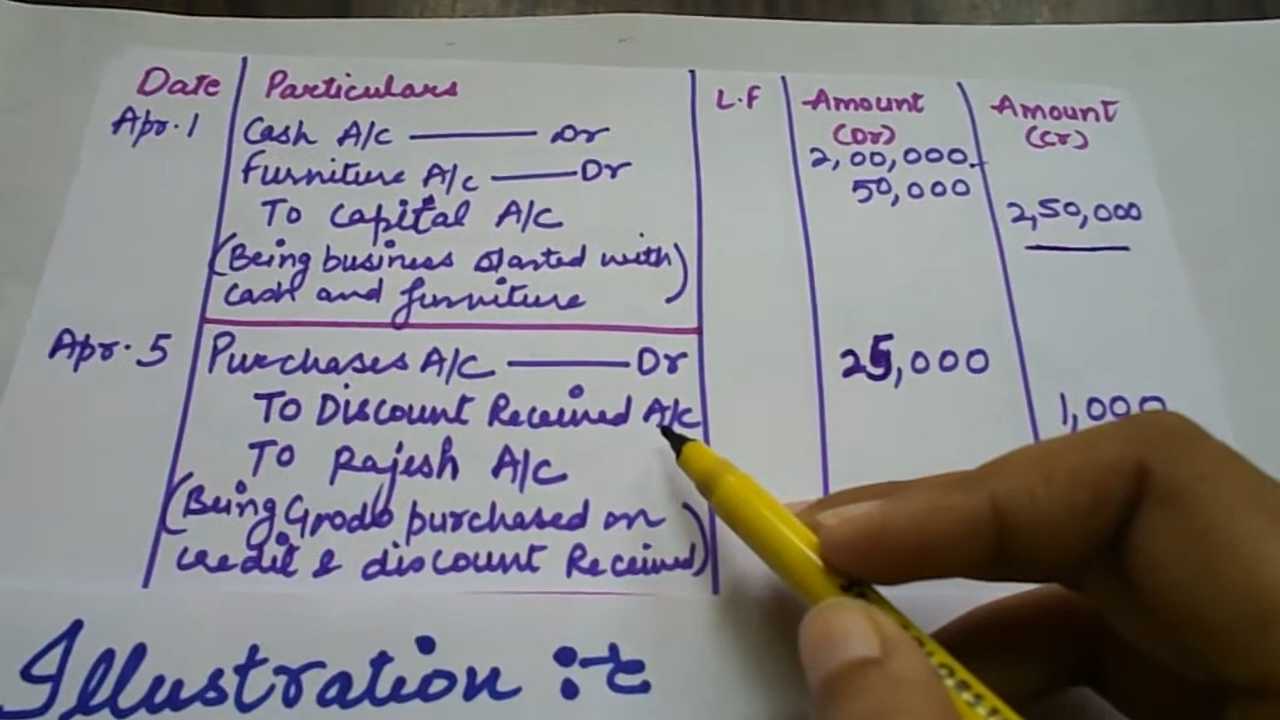 Date Particulars L.F Amount (Dr) Amount (Cr)
Apr.1 Cash A/c ——— Dr 2,00,000
Furniture A/c ——— Dr 50,000
To Capital A/c 2,50,000
(Being business started with
cash and furniture)
Apr.5 Purchases A/c ——— Dr 25,000
To Discount Received A/c 1,000
To Rajesh A/c
(Being Goods purchased on
credit & discount Received)
Illustration :-